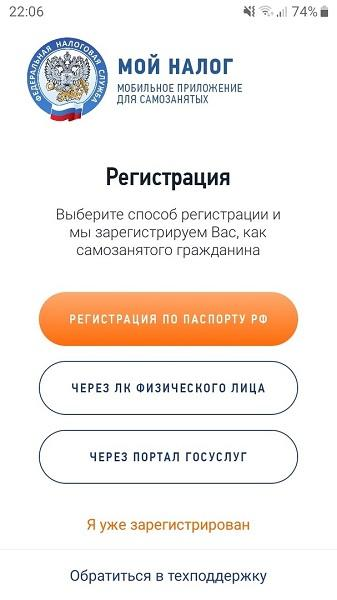 22:06
74%
ФЕДЕРАЛЬНАЯ НАЛОГОВАЯ СЛУЖБА
МОЙ НАЛОГ
МОБИЛЬНОЕ ПРИЛОЖЕНИЕ
ДЛЯ САМОЗАНЯТЫХ
Регистрация
Выберите способ регистрации и
мы зарегистрируем Вас, как
самозанятого гражданина
РЕГИСТРАЦИЯ ПО ПАСПОРТУ РФ
ЧЕРЕЗ ЛК ФИЗИЧЕСКОГО ЛИЦА
ЧЕРЕЗ ПОРТАЛ ГОСУСЛУГ
Я уже зарегистрирован
Обратиться в техподдержку